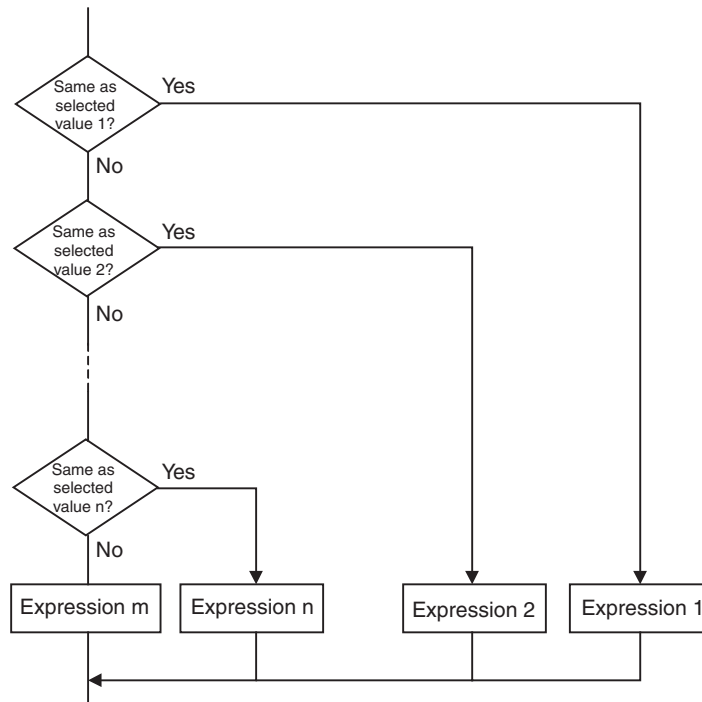 Same as
selected
value 1?
Yes
No
Same as
selected
value 2?
Yes
No
Same as
selected
value n?
Yes
No
Expression m
Expression n
Expression 2
Expression 1